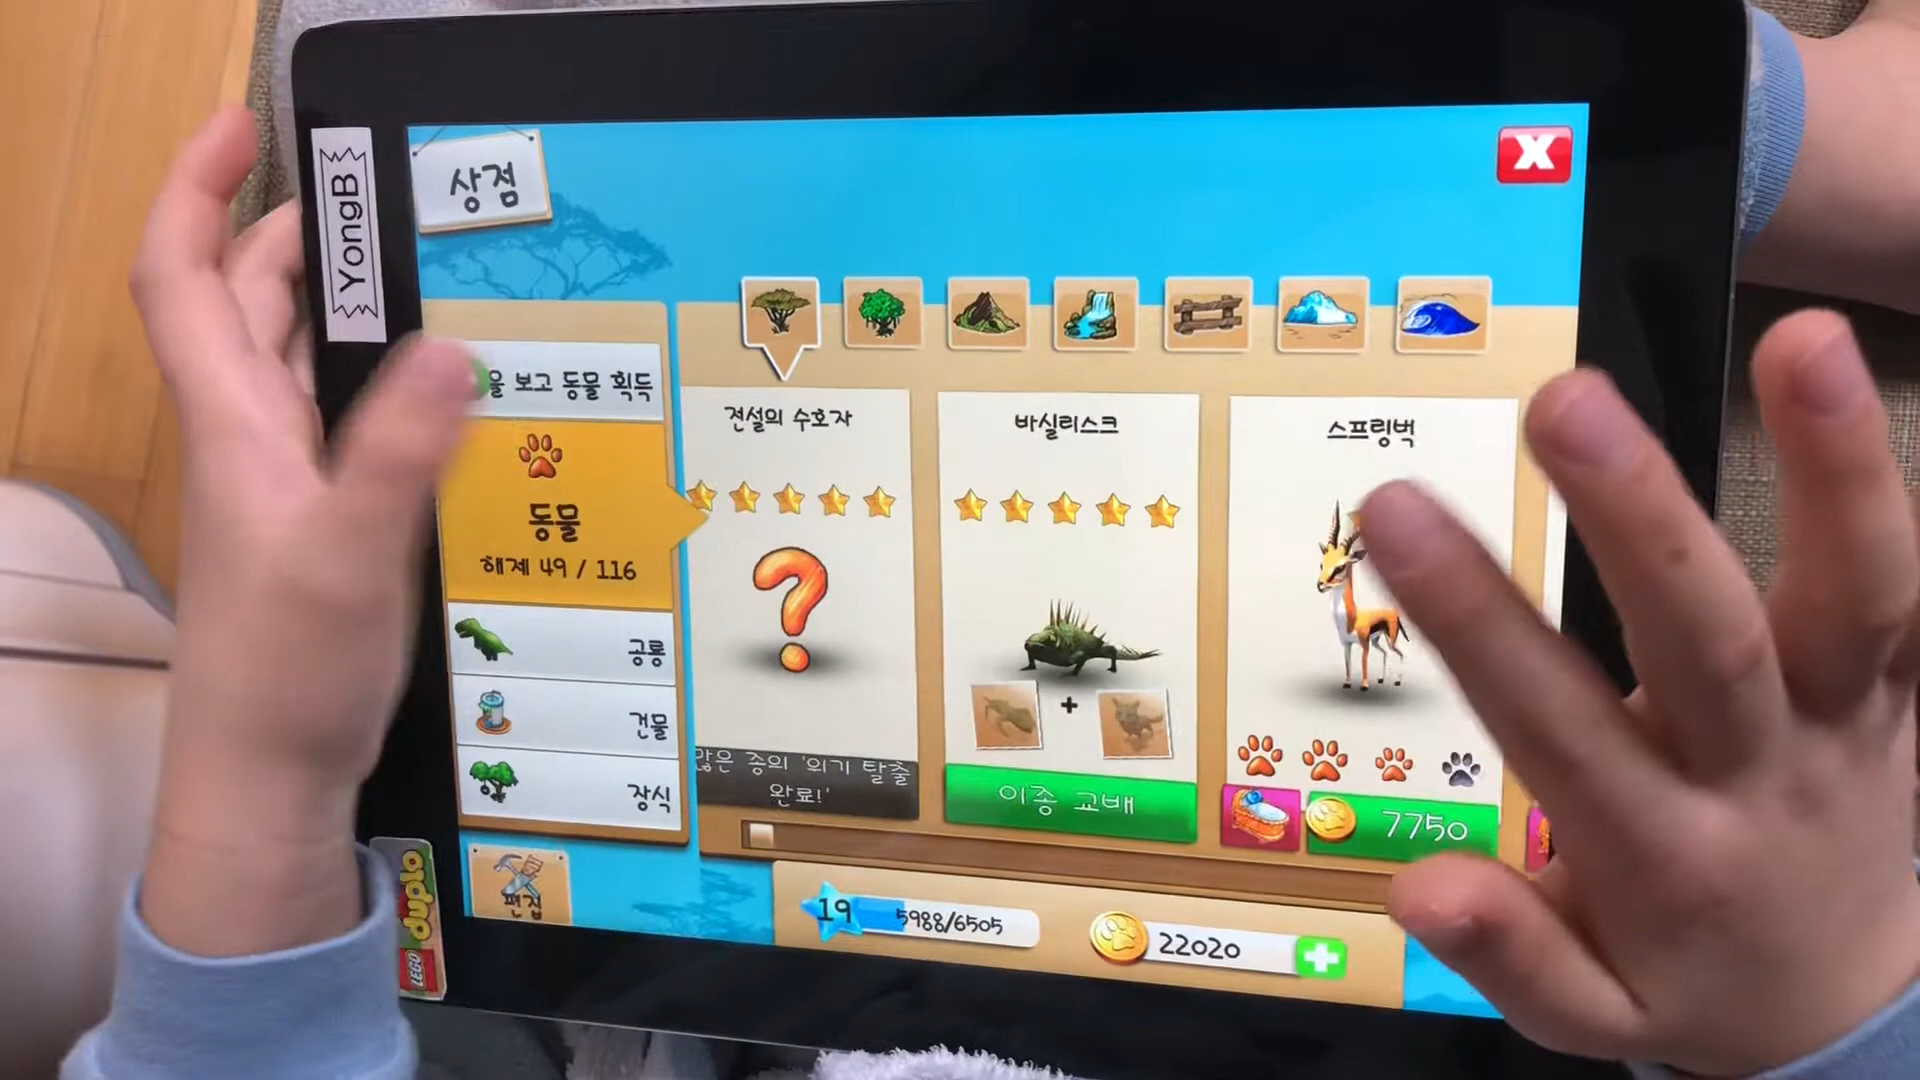 YongB
상점
X
을 보고 동물 획득
동물
해제 49 / 116
공룡
건물
장식
편집
전설의 수호자
?
많은 종의 '위기 탈출
완료!'
바실리스크
+
이종 교배
스프링벅
7750
19
5988/6505
22020
LEGO duplo